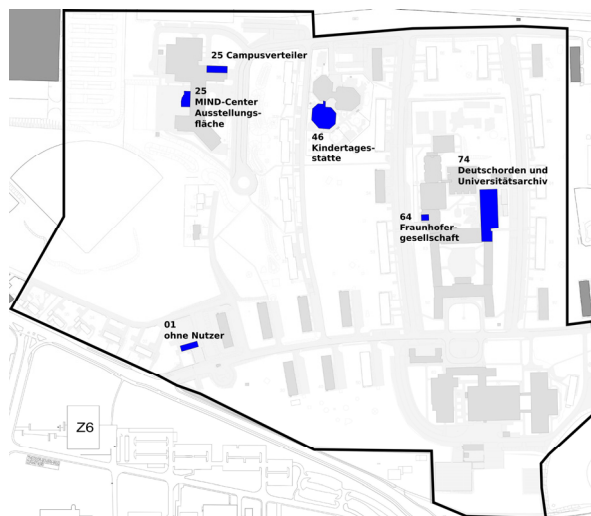 25 Campusverteiler
25
MIND-Center
Ausstellungs-
fläche
46
Kindertages-
statte
74
Deutschorden und
Universitätsarchiv
64
Fraunhofer-
gesellschaft
01
ohne Nutzer
Z6